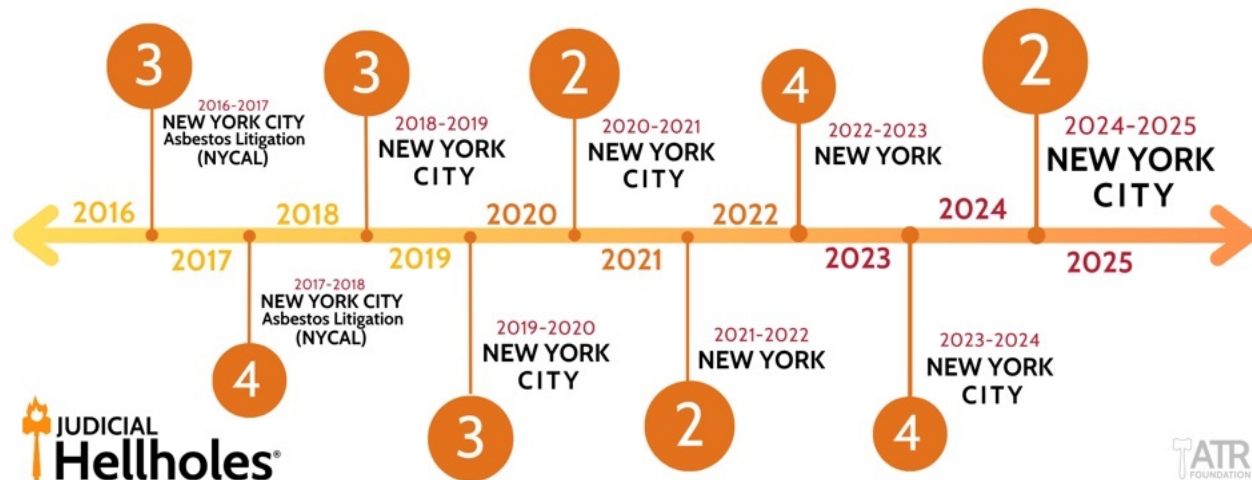 3
2016-2017
NEW YORK CITY
Asbestos Litigation
(NYCAL)
3
2018-2019
NEW YORK
CITY
2
2020-2021
NEW YORK
CITY
4
2022-2023
NEW YORK
2
2024-2025
NEW YORK
CITY
2016
2017
2018
2019
2020
2021
2022
2023
2024
2025
2017-2018
NEW YORK CITY
Asbestos Litigation
(NYCAL)
4
2019-2020
NEW YORK
CITY
3
2021-2022
NEW YORK
2
2023-2024
NEW YORK
CITY
4
JUDICIAL
Hellholes®
ATR
FOUNDATION